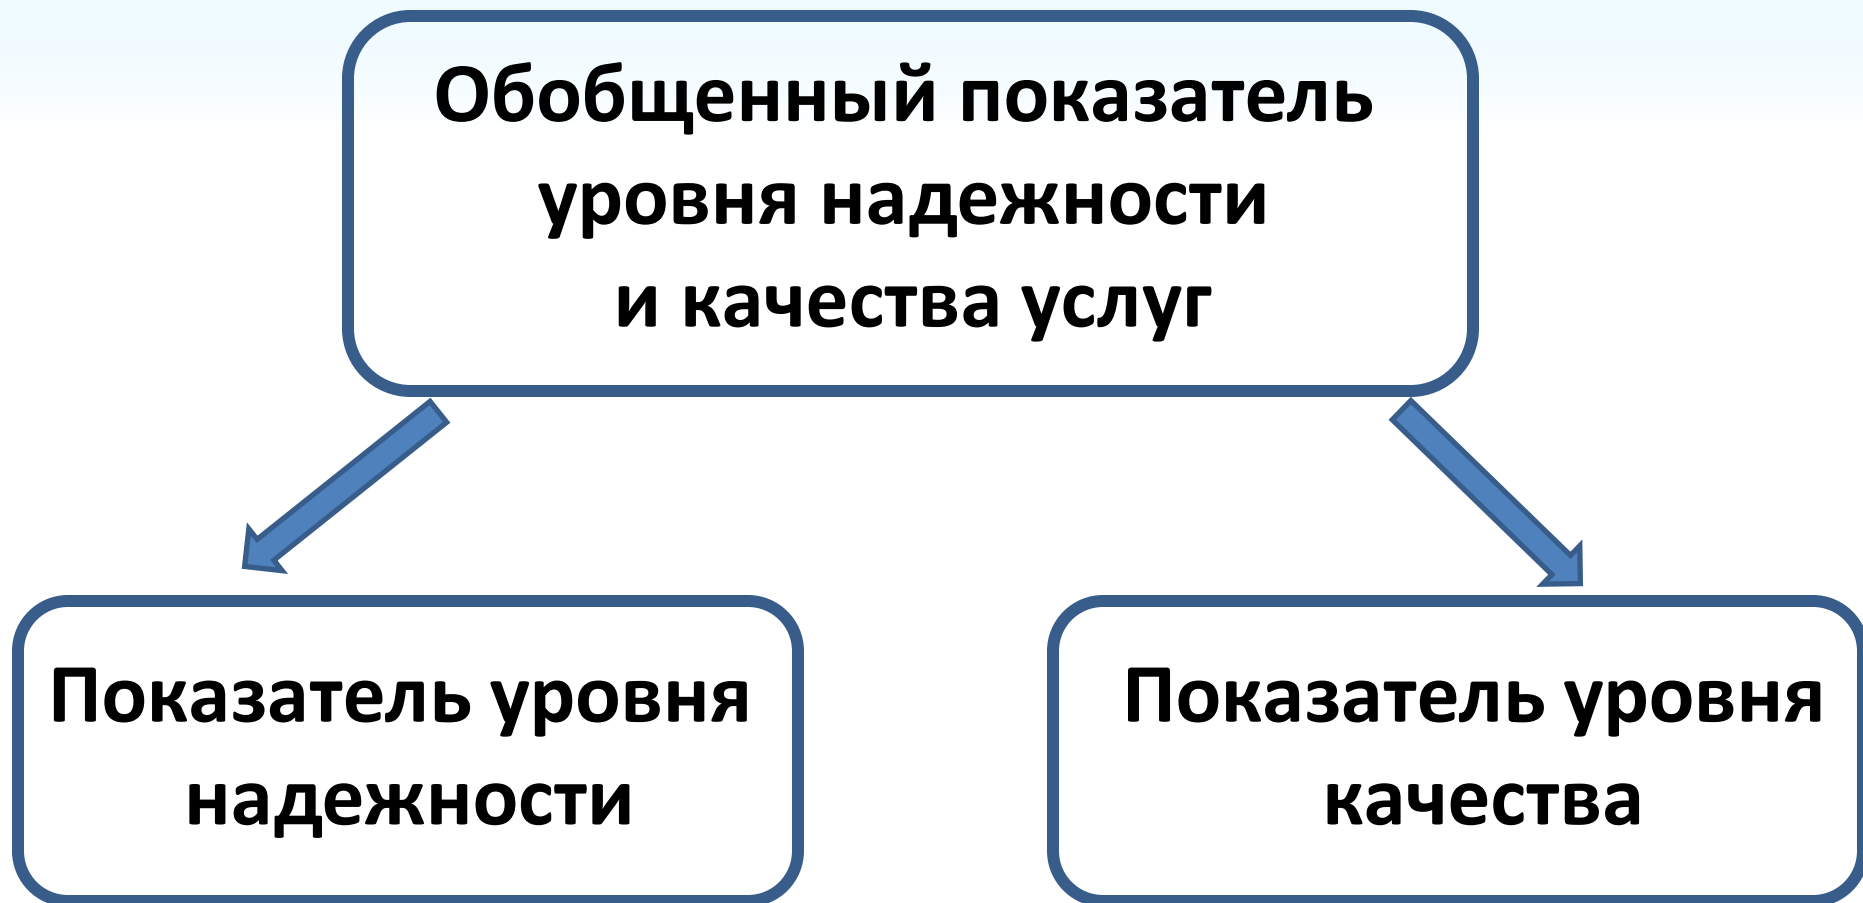 Обобщенный показатель
уровня надежности
и качества услуг
Показатель уровня
надежности
Показатель уровня
качества